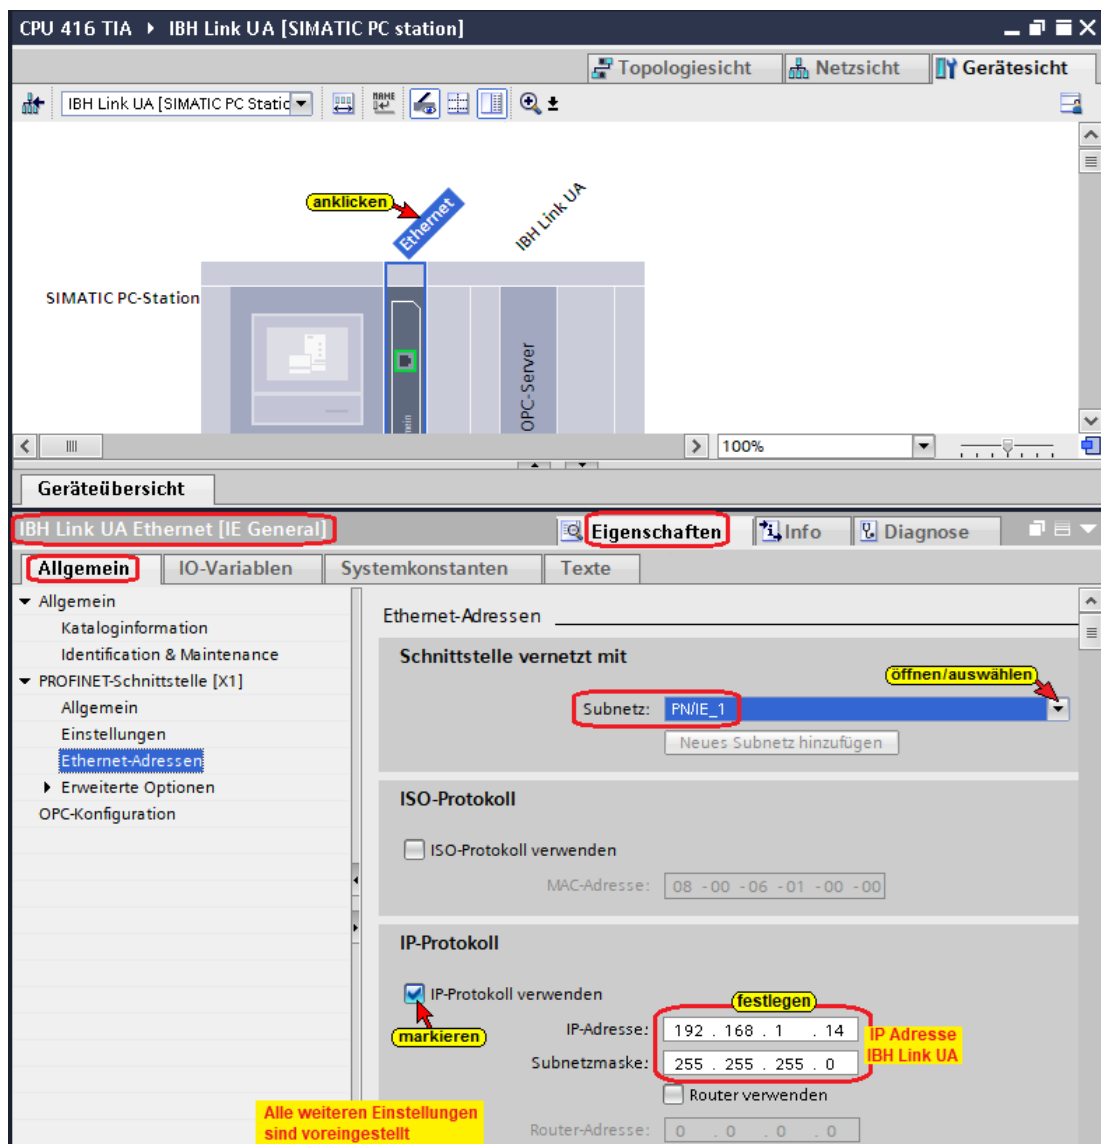 CPU 416 TIA ▸ IBH Link UA [SIMATIC PC station]
Topologiesicht
Netzsicht
Gerätesicht
IBH Link UA [SIMATIC PC Static
NAME
anklicken
Ethernet
IBH Link UA
SIMATIC PC-Station
OPC-Server
100%
Geräteübersicht
IBH Link UA Ethernet [IE General]
Eigenschaften
Info
Diagnose
Allgemein
IO-Variablen
Systemkonstanten
Texte
Allgemein
Kataloginformation
Identification & Maintenance
PROFINET-Schnittstelle [X1]
Allgemein
Einstellungen
Ethernet-Adressen
Erweiterte Optionen
OPC-Konfiguration
Ethernet-Adressen
Schnittstelle vernetzt mit
öffnen/auswählen
Subnetz: PN/IE_1
Neues Subnetz hinzufügen
ISO-Protokoll
ISO-Protokoll verwenden
MAC-Adresse: 08 -00 -06 -01 -00 -00
IP-Protokoll
IP-Protokoll verwenden
festlegen
markieren
IP-Adresse: 192 . 168 . 1 . 14
IP Adresse
IBH Link UA
Subnetzmaske: 255 . 255 . 255 . 0
Router verwenden
Alle weiteren Einstellungen
sind voreingestellt
Router-Adresse: 0 . 0 . 0 . 0